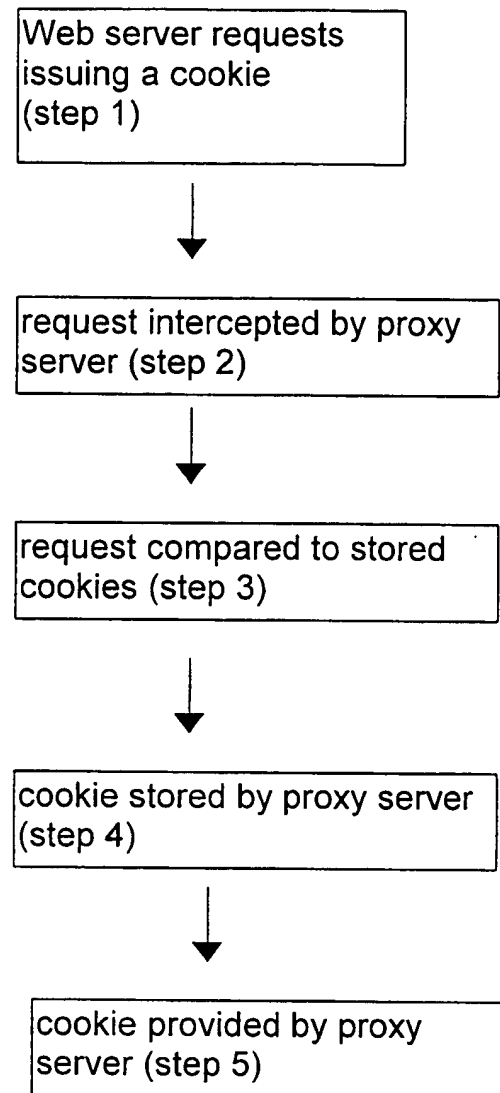 Web server requests
issuing a cookie
(step 1)
request intercepted by proxy
server (step 2)
request compared to stored
cookies (step 3)
cookie stored by proxy server
(step 4)
cookie provided by proxy
server (step 5)